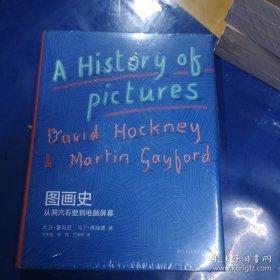 A History of
pictures
David Hockney
& Martin Gayford
图画史
从洞穴石壁到电脑屏幕
大卫·霍克尼 马丁·盖福德 著